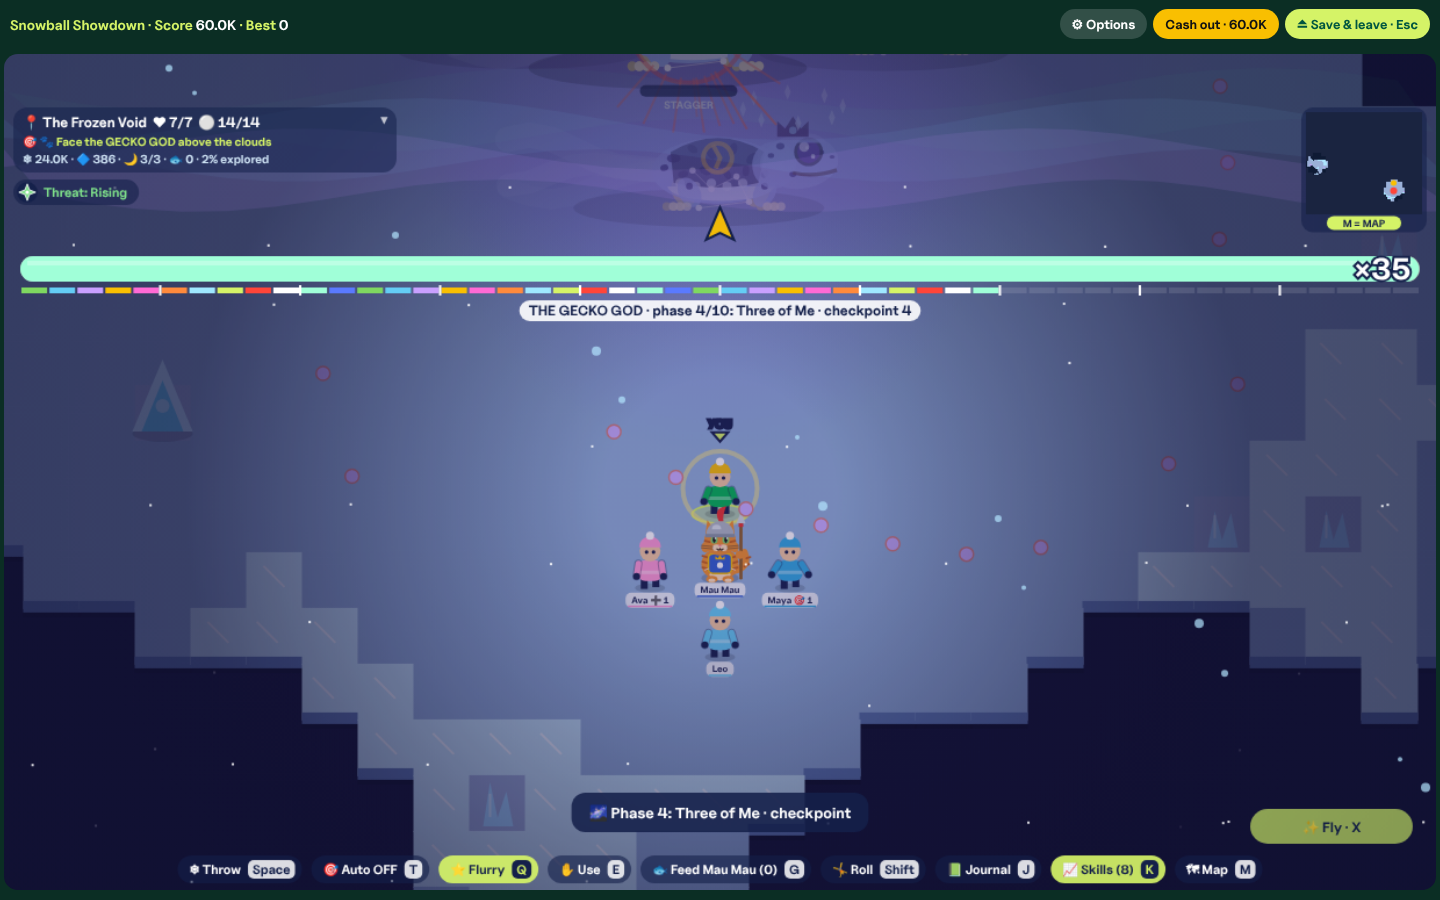 Snowball Showdown · Score 60.0K · Best 0
Options
Cash out · 60.0K
Save & leave · Esc
STAGGER
The Frozen Void 7/7 14/14
Face the GECKO GOD above the clouds
24.0K · 386 · 3/3 · 0 · 2% explored
Threat: Rising
M = MAP
×35
THE GECKO GOD · phase 4/10: Three of Me · checkpoint 4
Mau Mau
Ava 1
Maya 1
Leo
Phase 4: Three of Me · checkpoint
Fly · X
Throw Space
Auto OFF T
Flurry Q
Use E
Feed Mau Mau (0) G
Roll Shift
Journal J
Skills (8) K
Map M